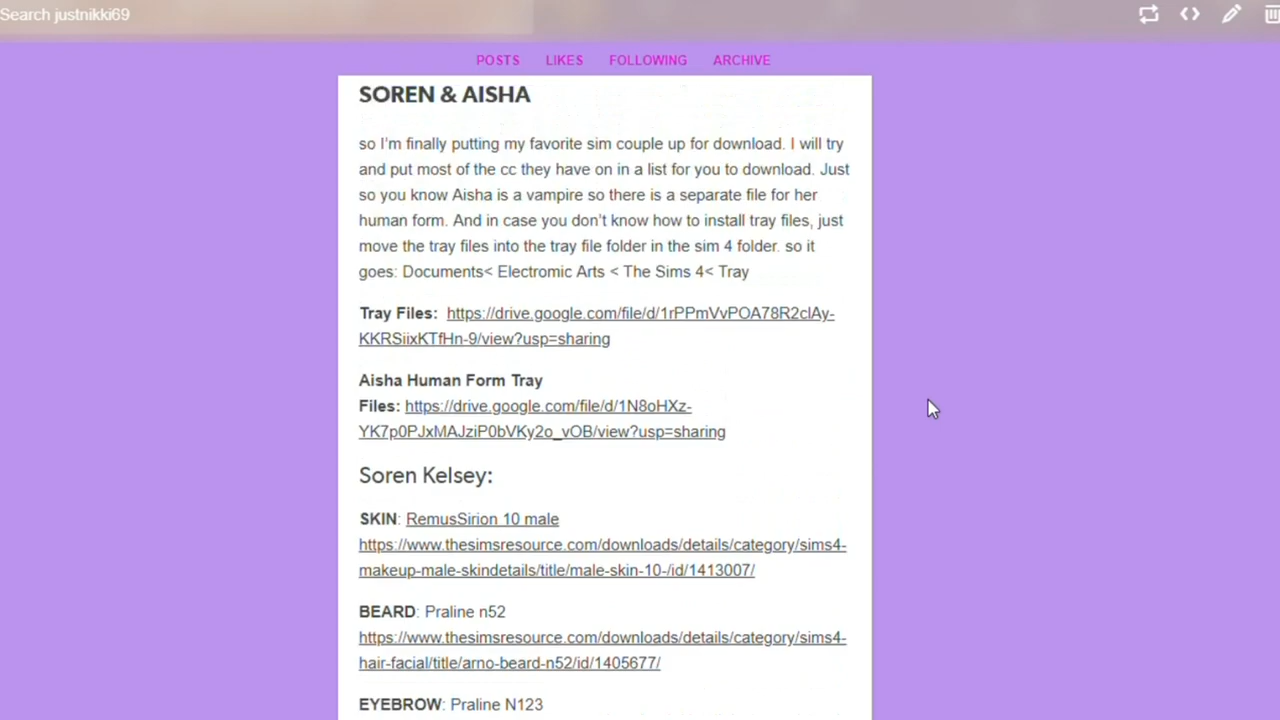 Search justnikki69
POSTS LIKES FOLLOWING ARCHIVE
SOREN & AISHA
so I'm finally putting my favorite sim couple up for download. I will try
and put most of the cc they have on in a list for you to download. Just
so you know Aisha is a vampire so there is a separate file for her
human form. And in case you don't know how to install tray files, just
move the tray files into the tray file folder in the sim 4 folder. so it
goes: Documents< Electromic Arts < The Sims 4< Tray
Tray Files: https://drive.google.com/file/d/1rPPmVvPOA78R2clAy-
KKRSiixKTfHn-9/view?usp=sharing
Aisha Human Form Tray
Files: https://drive.google.com/file/d/1N8oHXz-
YK7p0PJxMAJziP0bVKy2o_vOB/view?usp=sharing
Soren Kelsey:
SKIN: RemusSirion 10 male
https://www.thesimsresource.com/downloads/details/category/sims4-
makeup-male-skindetails/title/male-skin-10-/id/1413007/
BEARD: Praline n52
https://www.thesimsresource.com/downloads/details/category/sims4-
hair-facial/title/arno-beard-n52/id/1405677/
EYEBROW: Praline N123